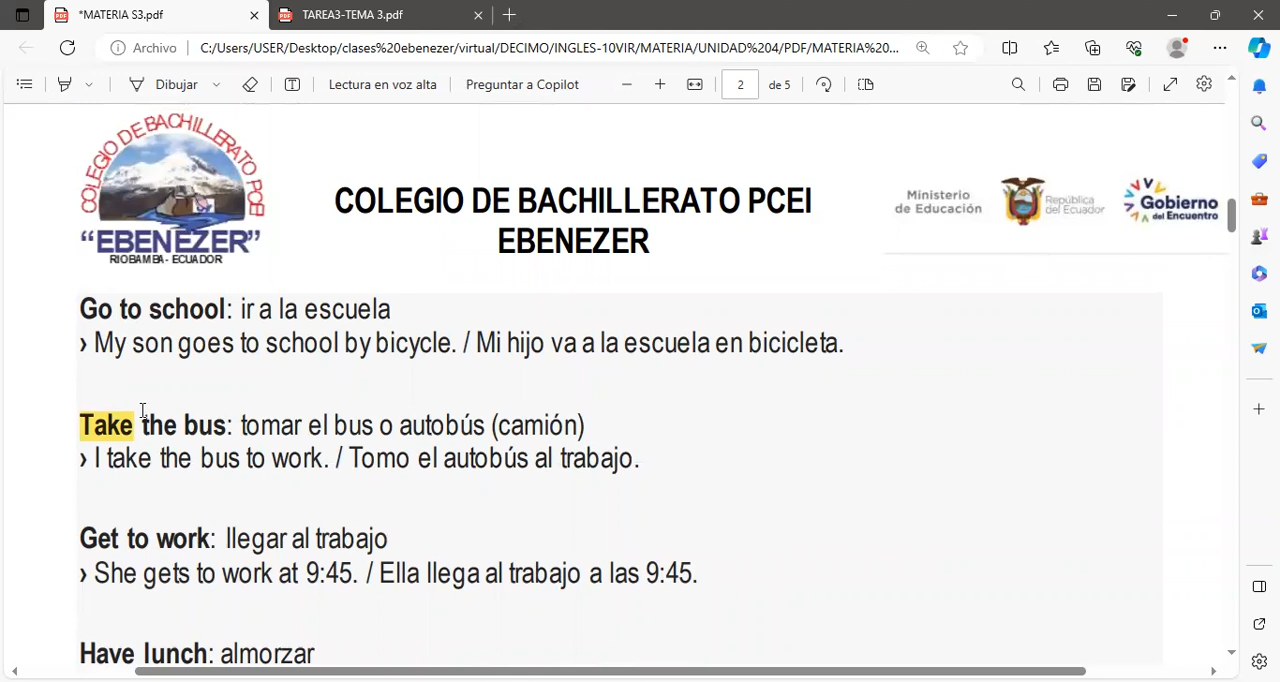 *MATERIA S3.pdf
TAREA3-TEMA 3.pdf
Archivo
C:/Users/USER/Desktop/clases%20ebenezer/virtual/DECIMO/INGLES-10VIR/MATERIA/UNIDAD%204/PDF/MATERIA%20...
Dibujar
Lectura en voz alta
Preguntar a Copilot
2
de 5
COLEGIO DE BACHILLERATO PCEI
"EBENEZER"
RIOBAMBA - ECUADOR
COLEGIO DE BACHILLERATO PCEI
EBENEZER
Ministerio
de Educación
República
del Ecuador
Gobierno
del Encuentro
Go to school: ir a la escuela
› My son goes to school by bicycle. / Mi hijo va a la escuela en bicicleta.
Take the bus: tomar el bus o autobús (camión)
› I take the bus to work. / Tomo el autobús al trabajo.
Get to work: llegar al trabajo
› She gets to work at 9:45. / Ella llega al trabajo a las 9:45.
Have lunch: almorzar